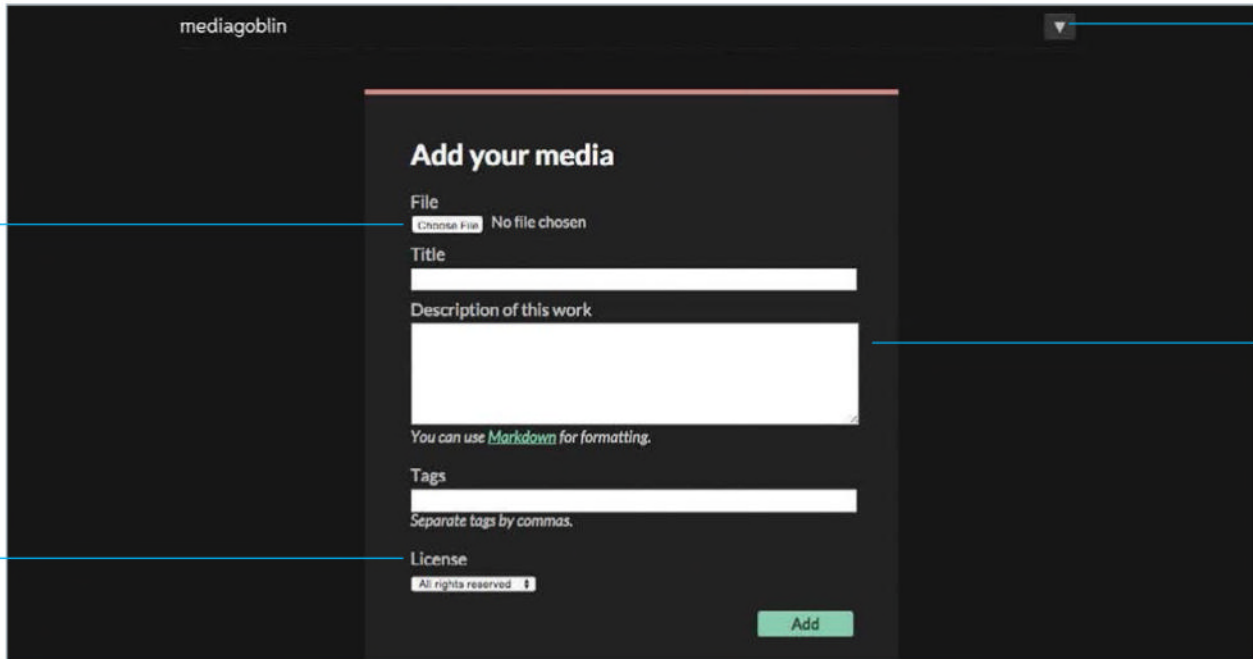 mediagoblin ▼
Add your media
File
Choose File No file chosen
Title
Description of this work
You can use Markdown for formatting.
Tags
Separate tags by commas.
License
All rights reserved
Add